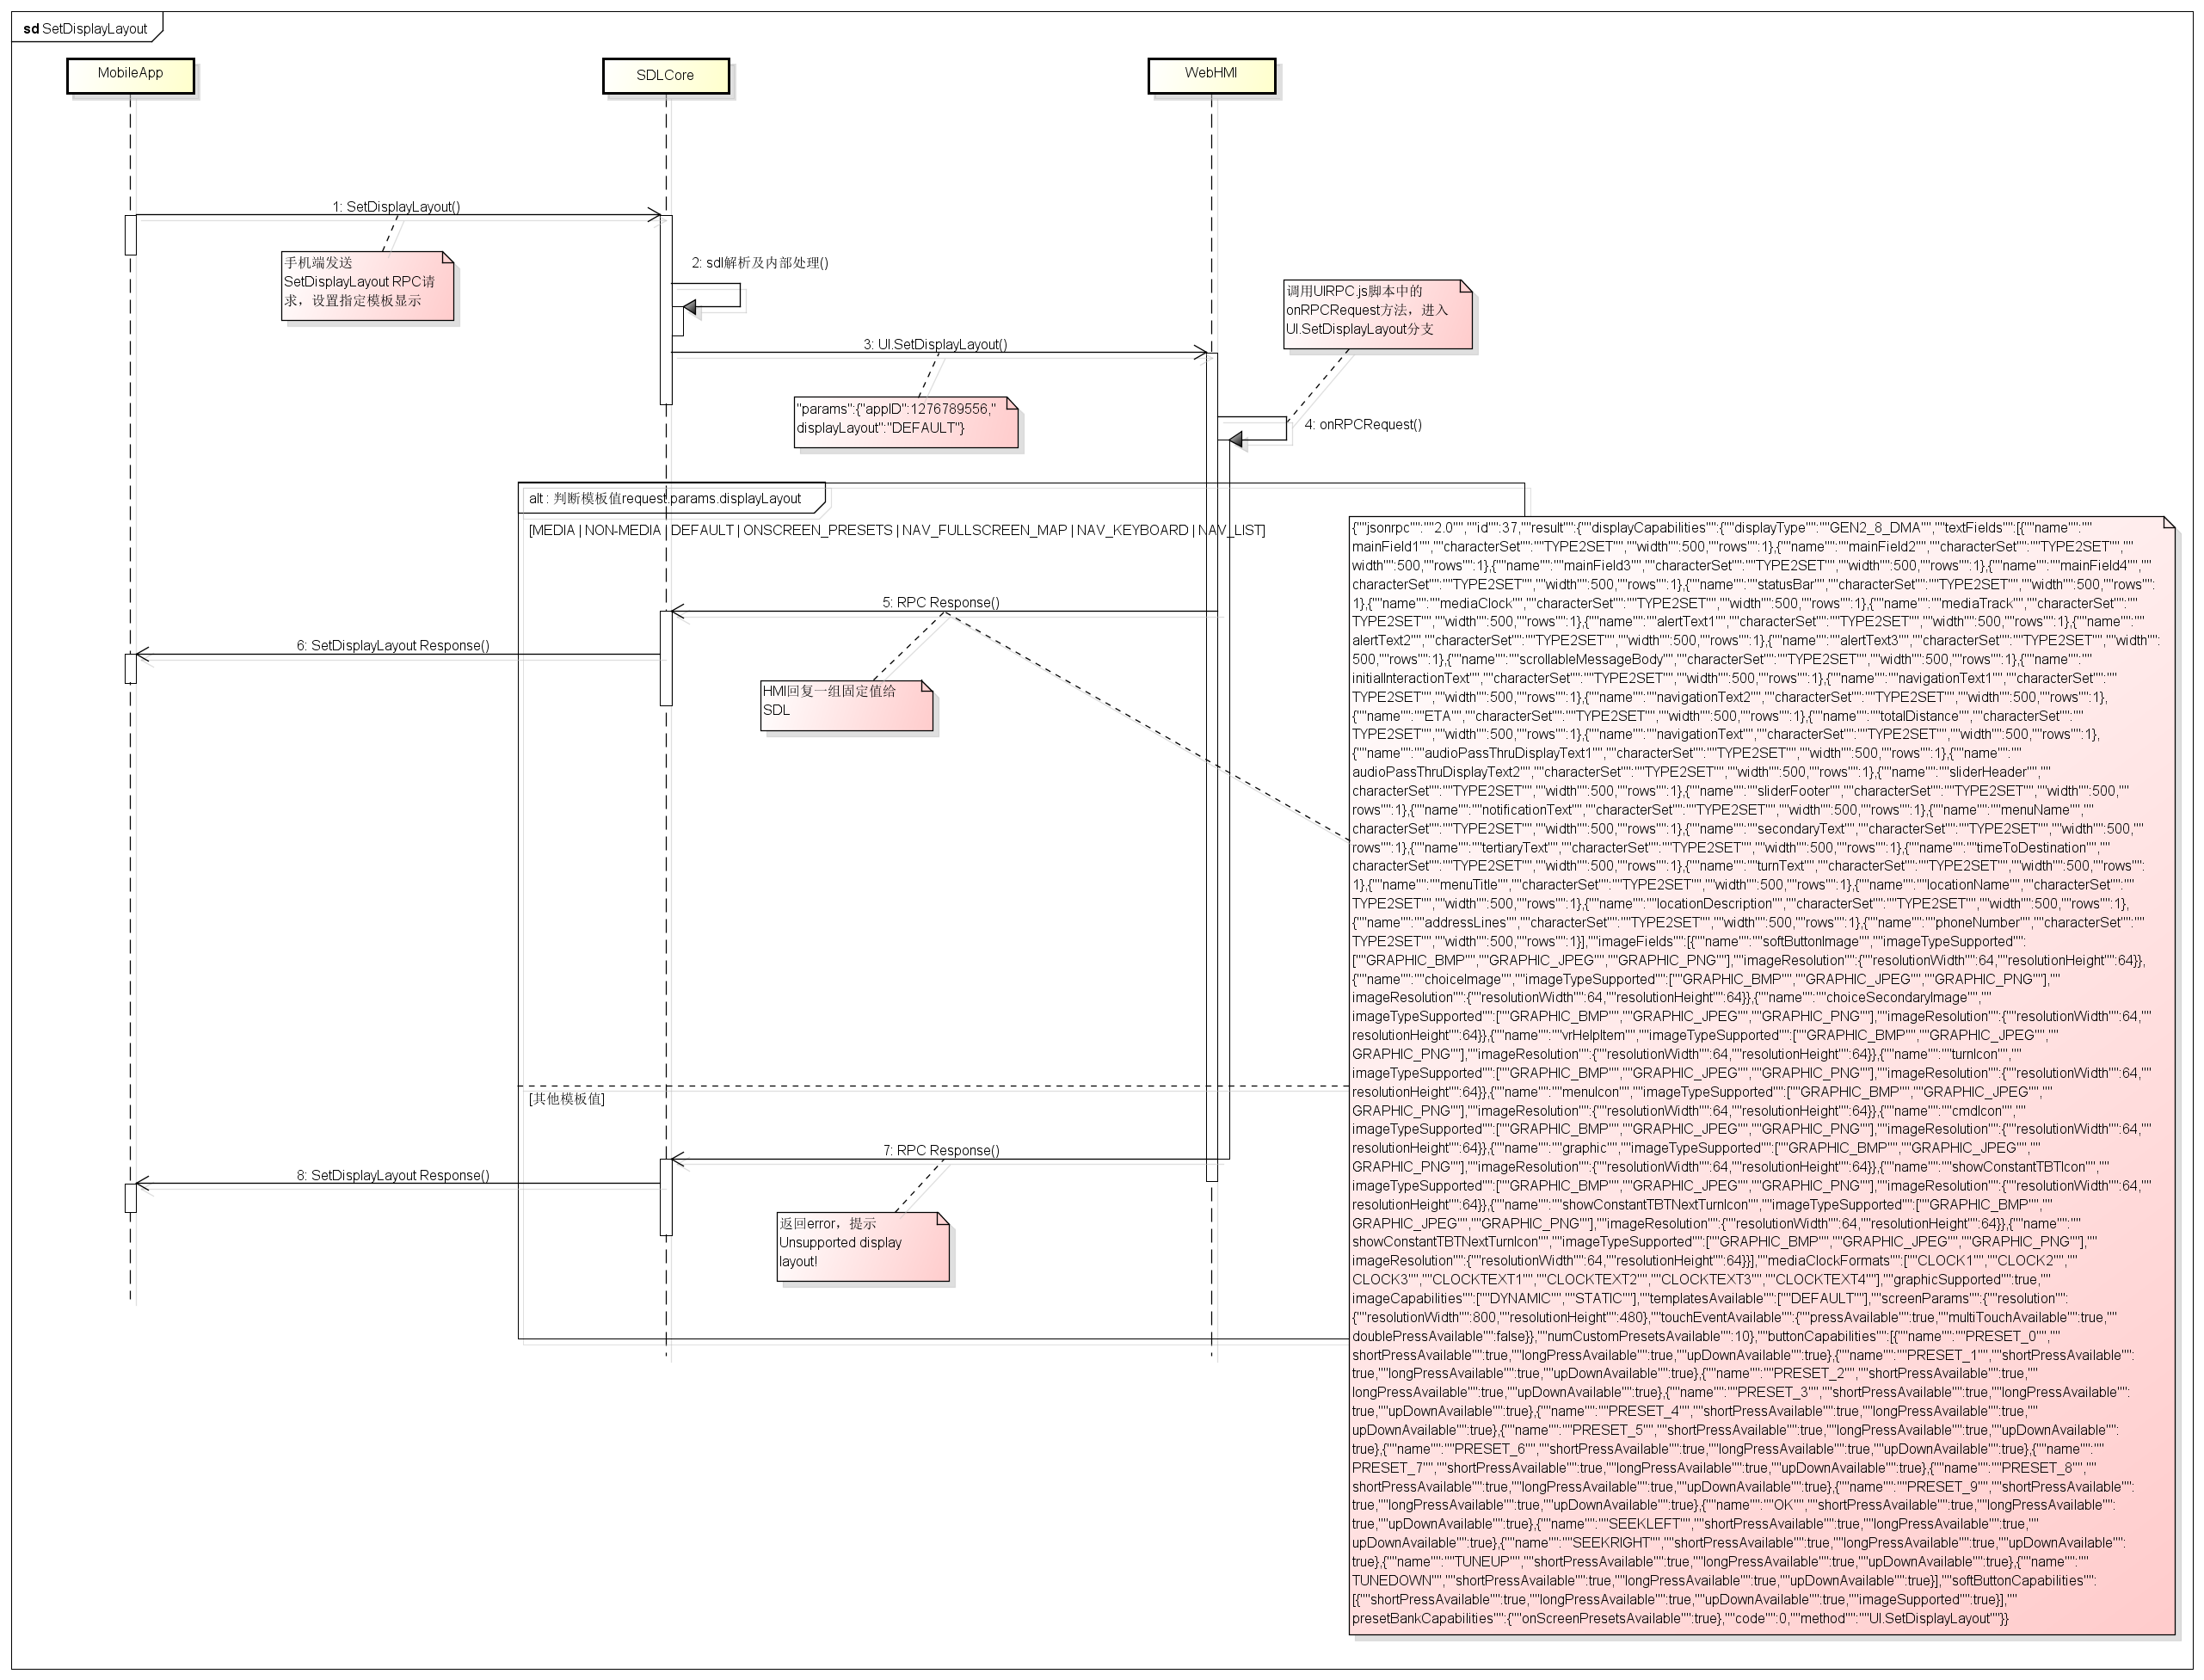 sd SetDisplayLayout
MobileApp
SDLCore
WebHMI
1: SetDisplayLayout()
手机端发送
SetDisplayLayout RPC请
求，设置指定模板显示
2: sdl解析及内部处理()
调用UIRPC.js脚本中的
onRPCRequest方法，进入
UI.SetDisplayLayout分支
3: UI.SetDisplayLayout()
"params":{"appID":1276789556,"
displayLayout":"DEFAULT"}
4: onRPCRequest()
alt : 判断模板值request.params.displayLayout
[MEDIA | NON-MEDIA | DEFAULT | ONSCREEN_PRESETS | NAV_FULLSCREEN_MAP | NAV_KEYBOARD | NAV_LIST]
5: RPC Response()
6: SetDisplayLayout Response()
HMI回复一组固定值给
SDL
[其他模板值]
7: RPC Response()
8: SetDisplayLayout Response()
返回error，提示
Unsupported display
layout!
{""jsonrpc"":""2.0"",""id"":37,""result"":{""displayCapabilities"":{""displayType"":""GEN2_8_DMA"",""textFields"":[{""name"":""
mainField1"",""characterSet"":""TYPE2SET"",""width"":500,""rows"":1},{""name"":""mainField2"",""characterSet"":""TYPE2SET"",""
width"":500,""rows"":1},{""name"":""mainField3"",""characterSet"":""TYPE2SET"",""width"":500,""rows"":1},{""name"":""mainField4"",""
characterSet"":""TYPE2SET"",""width"":500,""rows"":1},{""name"":""statusBar"",""characterSet"":""TYPE2SET"",""width"":500,""rows"":
1},{""name"":""mediaClock"",""characterSet"":""TYPE2SET"",""width"":500,""rows"":1},{""name"":""mediaTrack"",""characterSet"":""
TYPE2SET"",""width"":500,""rows"":1},{""name"":""alertText1"",""characterSet"":""TYPE2SET"",""width"":500,""rows"":1},{""name"":""
alertText2"",""characterSet"":""TYPE2SET"",""width"":500,""rows"":1},{""name"":""alertText3"",""characterSet"":""TYPE2SET"",""width"":
500,""rows"":1},{""name"":""scrollableMessageBody"",""characterSet"":""TYPE2SET"",""width"":500,""rows"":1},{""name"":""
initialInteractionText"",""characterSet"":""TYPE2SET"",""width"":500,""rows"":1},{""name"":""navigationText1"",""characterSet"":""
TYPE2SET"",""width"":500,""rows"":1},{""name"":""navigationText2"",""characterSet"":""TYPE2SET"",""width"":500,""rows"":1},
{""name"":""ETA"",""characterSet"":""TYPE2SET"",""width"":500,""rows"":1},{""name"":""totalDistance"",""characterSet"":""
TYPE2SET"",""width"":500,""rows"":1},{""name"":""navigationText"",""characterSet"":""TYPE2SET"",""width"":500,""rows"":1},
{""name"":""audioPassThruDisplayText1"",""characterSet"":""TYPE2SET"",""width"":500,""rows"":1},{""name"":""
audioPassThruDisplayText2"",""characterSet"":""TYPE2SET"",""width"":500,""rows"":1},{""name"":""sliderHeader"",""
characterSet"":""TYPE2SET"",""width"":500,""rows"":1},{""name"":""sliderFooter"",""characterSet"":""TYPE2SET"",""width"":500,""
rows"":1},{""name"":""notificationText"",""characterSet"":""TYPE2SET"",""width"":500,""rows"":1},{""name"":""menuName"",""
characterSet"":""TYPE2SET"",""width"":500,""rows"":1},{""name"":""secondaryText"",""characterSet"":""TYPE2SET"",""width"":500,""
rows"":1},{""name"":""tertiaryText"",""characterSet"":""TYPE2SET"",""width"":500,""rows"":1},{""name"":""timeToDestination"",""
characterSet"":""TYPE2SET"",""width"":500,""rows"":1},{""name"":""turnText"",""characterSet"":""TYPE2SET"",""width"":500,""rows"":
1},{""name"":""menuTitle"",""characterSet"":""TYPE2SET"",""width"":500,""rows"":1},{""name"":""locationName"",""characterSet"":""
TYPE2SET"",""width"":500,""rows"":1},{""name"":""locationDescription"",""characterSet"":""TYPE2SET"",""width"":500,""rows"":1},
{""name"":""addressLines"",""characterSet"":""TYPE2SET"",""width"":500,""rows"":1},{""name"":""phoneNumber"",""characterSet"":""
TYPE2SET"",""width"":500,""rows"":1}],""imageFields"":[{""name"":""softButtonImage"",""imageTypeSupported"":
[""GRAPHIC_BMP"",""GRAPHIC_JPEG"",""GRAPHIC_PNG""],""imageResolution"":{""resolutionWidth"":64,""resolutionHeight"":64}},
{""name"":""choiceImage"",""imageTypeSupported"":[""GRAPHIC_BMP"",""GRAPHIC_JPEG"",""GRAPHIC_PNG""],""
imageResolution"":{""resolutionWidth"":64,""resolutionHeight"":64}},{""name"":""choiceSecondaryImage"",""
imageTypeSupported"":[""GRAPHIC_BMP"",""GRAPHIC_JPEG"",""GRAPHIC_PNG""],""imageResolution"":{""resolutionWidth"":64,""
resolutionHeight"":64}},{""name"":""vrHelpItem"",""imageTypeSupported"":[""GRAPHIC_BMP"",""GRAPHIC_JPEG"",""
GRAPHIC_PNG""],""imageResolution"":{""resolutionWidth"":64,""resolutionHeight"":64}},{""name"":""turnIcon"",""
imageTypeSupported"":[""GRAPHIC_BMP"",""GRAPHIC_JPEG"",""GRAPHIC_PNG""],""imageResolution"":{""resolutionWidth"":64,""
resolutionHeight"":64}},{""name"":""menuIcon"",""imageTypeSupported"":[""GRAPHIC_BMP"",""GRAPHIC_JPEG"",""
GRAPHIC_PNG""],""imageResolution"":{""resolutionWidth"":64,""resolutionHeight"":64}},{""name"":""cmdIcon"",""
imageTypeSupported"":[""GRAPHIC_BMP"",""GRAPHIC_JPEG"",""GRAPHIC_PNG""],""imageResolution"":{""resolutionWidth"":64,""
resolutionHeight"":64}},{""name"":""graphic"",""imageTypeSupported"":[""GRAPHIC_BMP"",""GRAPHIC_JPEG"",""
GRAPHIC_PNG""],""imageResolution"":{""resolutionWidth"":64,""resolutionHeight"":64}},{""name"":""showConstantTBTIcon"",""
imageTypeSupported"":[""GRAPHIC_BMP"",""GRAPHIC_JPEG"",""GRAPHIC_PNG""],""imageResolution"":{""resolutionWidth"":64,""
resolutionHeight"":64}},{""name"":""showConstantTBTNextTurnIcon"",""imageTypeSupported"":[""GRAPHIC_BMP"",""
GRAPHIC_JPEG"",""GRAPHIC_PNG""],""imageResolution"":{""resolutionWidth"":64,""resolutionHeight"":64}},{""name"":""
showConstantTBTNextTurnIcon"",""imageTypeSupported"":[""GRAPHIC_BMP"",""GRAPHIC_JPEG"",""GRAPHIC_PNG""],""
imageResolution"":{""resolutionWidth"":64,""resolutionHeight"":64}}],""mediaClockFormats"":[""CLOCK1"",""CLOCK2"",""
CLOCK3"",""CLOCKTEXT1"",""CLOCKTEXT2"",""CLOCKTEXT3"",""CLOCKTEXT4""],""graphicSupported"":true,""
imageCapabilities"":[""DYNAMIC"",""STATIC""],""templatesAvailable"":[""DEFAULT""],""screenParams"":{""resolution"":
{""resolutionWidth"":800,""resolutionHeight"":480},""touchEventAvailable"":{""pressAvailable"":true,""multiTouchAvailable"":true,""
doublePressAvailable"":false}},""numCustomPresetsAvailable"":10},""buttonCapabilities"":[{""name"":""PRESET_0"",""
shortPressAvailable"":true,""longPressAvailable"":true,""upDownAvailable"":true},{""name"":""PRESET_1"",""shortPressAvailable"":
true,""longPressAvailable"":true,""upDownAvailable"":true},{""name"":""PRESET_2"",""shortPressAvailable"":true,""
longPressAvailable"":true,""upDownAvailable"":true},{""name"":""PRESET_3"",""shortPressAvailable"":true,""longPressAvailable"":
true,""upDownAvailable"":true},{""name"":""PRESET_4"",""shortPressAvailable"":true,""longPressAvailable"":true,""
upDownAvailable"":true},{""name"":""PRESET_5"",""shortPressAvailable"":true,""longPressAvailable"":true,""upDownAvailable"":
true},{""name"":""PRESET_6"",""shortPressAvailable"":true,""longPressAvailable"":true,""upDownAvailable"":true},{""name"":""
PRESET_7"",""shortPressAvailable"":true,""longPressAvailable"":true,""upDownAvailable"":true},{""name"":""PRESET_8"",""
shortPressAvailable"":true,""longPressAvailable"":true,""upDownAvailable"":true},{""name"":""PRESET_9"",""shortPressAvailable"":
true,""longPressAvailable"":true,""upDownAvailable"":true},{""name"":""OK"",""shortPressAvailable"":true,""longPressAvailable"":
true,""upDownAvailable"":true},{""name"":""SEEKLEFT"",""shortPressAvailable"":true,""longPressAvailable"":true,""
upDownAvailable"":true},{""name"":""SEEKRIGHT"",""shortPressAvailable"":true,""longPressAvailable"":true,""upDownAvailable"":
true},{""name"":""TUNEUP"",""shortPressAvailable"":true,""longPressAvailable"":true,""upDownAvailable"":true},{""name"":""
TUNEDOWN"",""shortPressAvailable"":true,""longPressAvailable"":true,""upDownAvailable"":true}],""softButtonCapabilities"":
[{""shortPressAvailable"":true,""longPressAvailable"":true,""upDownAvailable"":true,""imageSupported"":true}],""
presetBankCapabilities"":{""onScreenPresetsAvailable"":true},""code"":0,""method"":""UI.SetDisplayLayout""}}